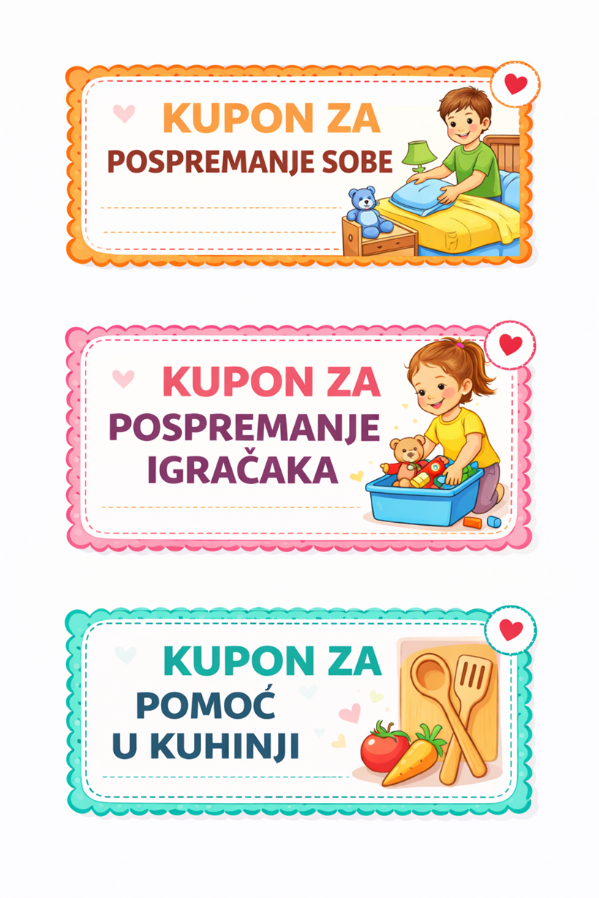 KUPON ZA
POSPREMANJE SOBE
KUPON ZA
POSPREMANJE
IGRAČAKA
KUPON ZA
POMOĆ
U KUHINJI